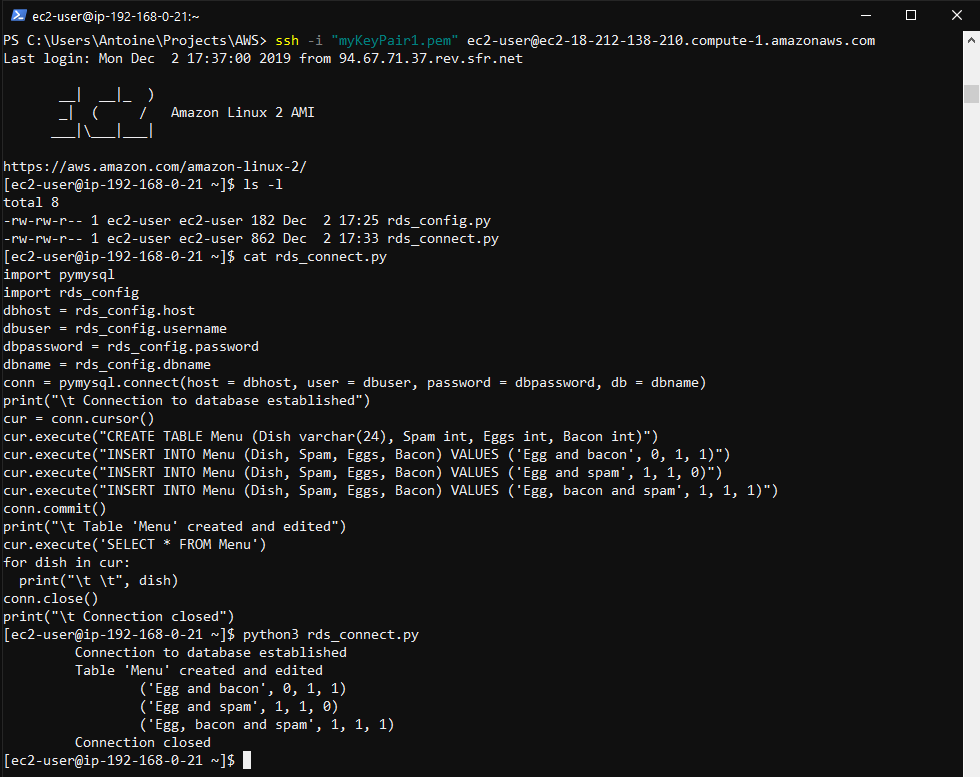 ec2-user@ip-192-168-0-21:~
PS C:\Users\Antoine\Projects\AWS> ssh -i "myKeyPair1.pem" ec2-user@ec2-18-212-138-210.compute-1.amazonaws.com
Last login: Mon Dec  2 17:37:00 2019 from 94.67.71.37.rev.sfr.net
       __|  __|_  )
       _|  (     /   Amazon Linux 2 AMI
      ___|\___|___|
https://aws.amazon.com/amazon-linux-2/
[ec2-user@ip-192-168-0-21 ~]$ ls -l
total 8
-rw-rw-r-- 1 ec2-user ec2-user 182 Dec  2 17:25 rds_config.py
-rw-rw-r-- 1 ec2-user ec2-user 862 Dec  2 17:33 rds_connect.py
[ec2-user@ip-192-168-0-21 ~]$ cat rds_connect.py
import pymysql
import rds_config
dbhost = rds_config.host
dbuser = rds_config.username
dbpassword = rds_config.password
dbname = rds_config.dbname
conn = pymysql.connect(host = dbhost, user = dbuser, password = dbpassword, db = dbname)
print("\t Connection to database established")
cur = conn.cursor()
cur.execute("CREATE TABLE Menu (Dish varchar(24), Spam int, Eggs int, Bacon int)")
cur.execute("INSERT INTO Menu (Dish, Spam, Eggs, Bacon) VALUES ('Egg and bacon', 0, 1, 1)")
cur.execute("INSERT INTO Menu (Dish, Spam, Eggs, Bacon) VALUES ('Egg and spam', 1, 1, 0)")
cur.execute("INSERT INTO Menu (Dish, Spam, Eggs, Bacon) VALUES ('Egg, bacon and spam', 1, 1, 1)")
conn.commit()
print("\t Table 'Menu' created and edited")
cur.execute('SELECT * FROM Menu')
for dish in cur:
  print("\t \t", dish)
conn.close()
print("\t Connection closed")
[ec2-user@ip-192-168-0-21 ~]$ python3 rds_connect.py
         Connection to database established
         Table 'Menu' created and edited
                 ('Egg and bacon', 0, 1, 1)
                 ('Egg and spam', 1, 1, 0)
                 ('Egg, bacon and spam', 1, 1, 1)
         Connection closed
[ec2-user@ip-192-168-0-21 ~]$